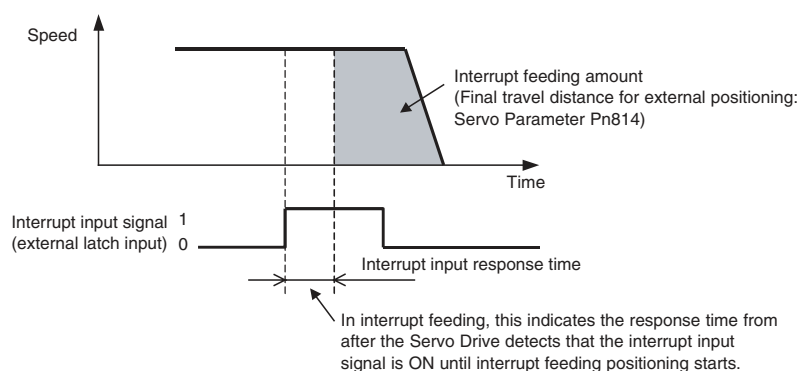 Speed
Interrupt feeding amount
(Final travel distance for external positioning:
Servo Parameter Pn814)
Time
Interrupt input signal 1
(external latch input) 0
Interrupt input response time
In interrupt feeding, this indicates the response time from
after the Servo Drive detects that the interrupt input
signal is ON until interrupt feeding positioning starts.